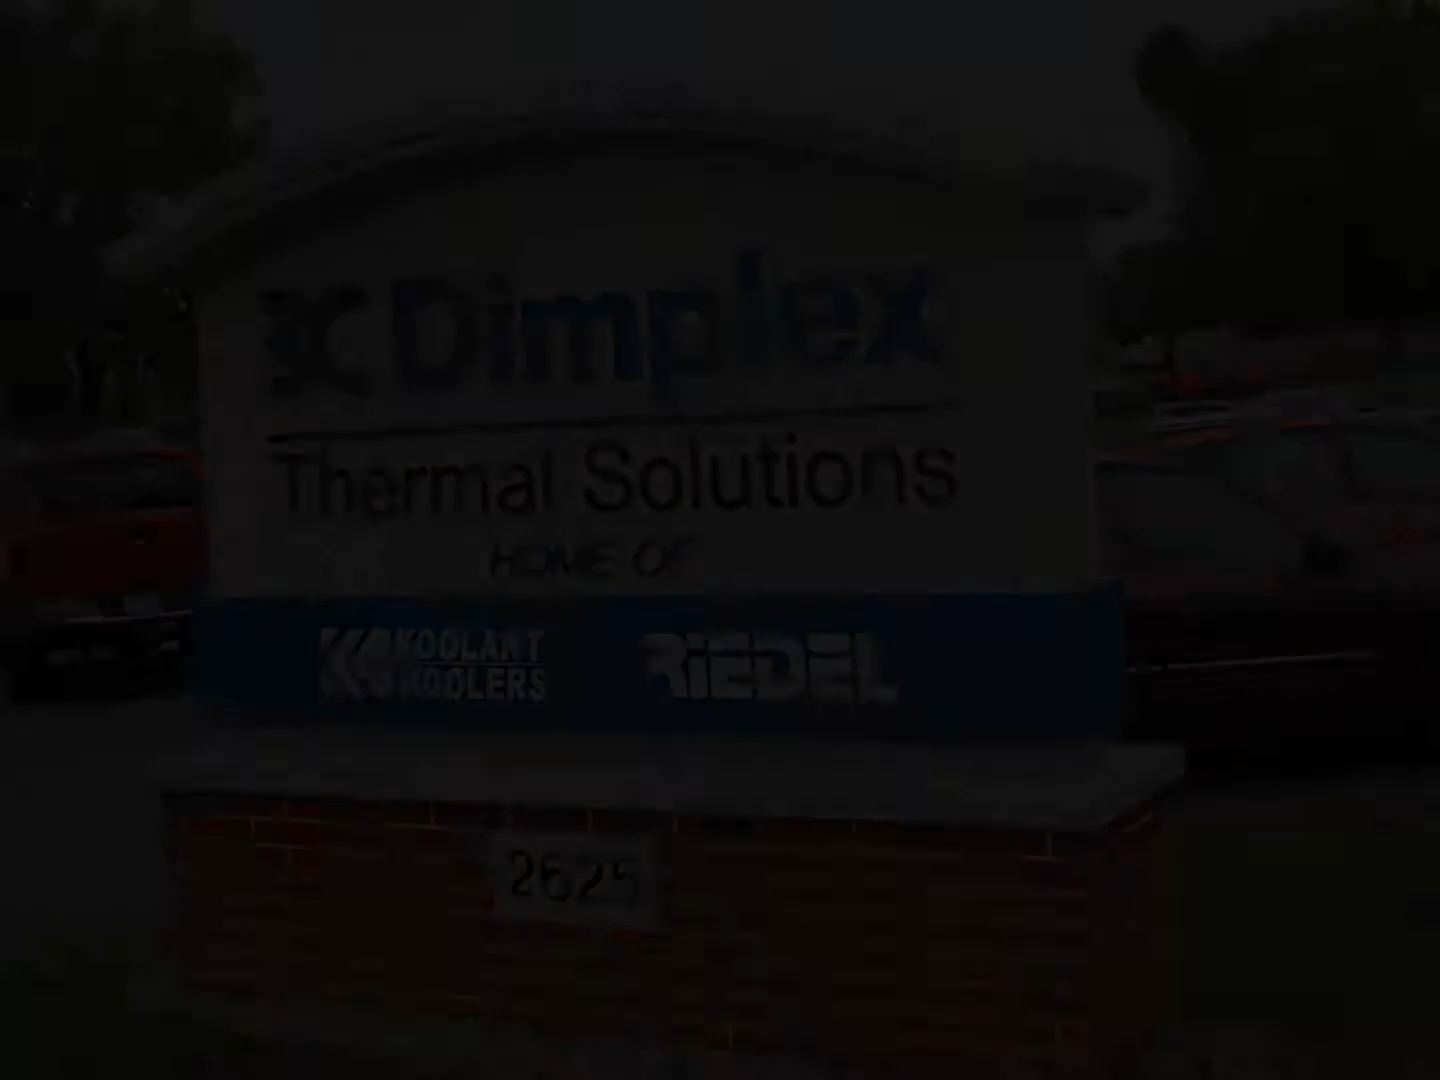 Dimplex
Thermal Solutions
HOME OF
KOOLANT KOOLERS
RIEDEL
2625